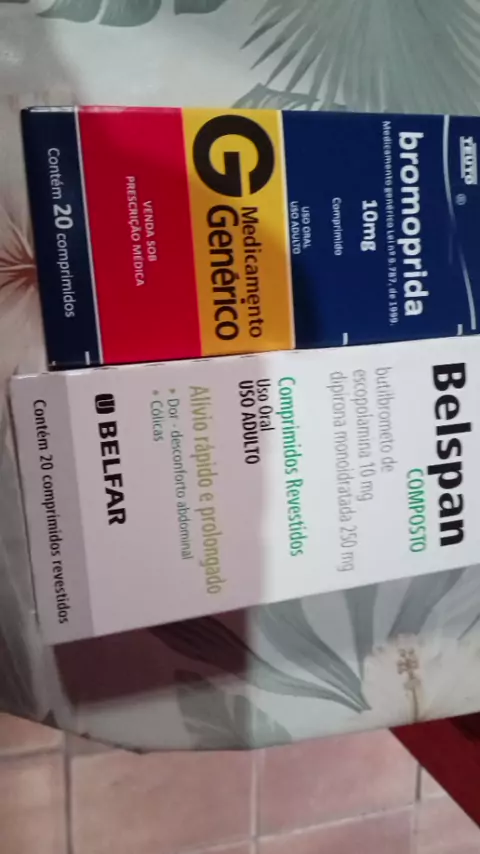 TEUTO ®
bromoprida
Medicamento genérico Lei nº 9.787, de 1999.
10mg
Comprimido
USO ORAL
USO ADULTO
G
Medicamento
Genérico
VENDA SOB
PRESCRIÇÃO MÉDICA
Contém 20 comprimidos
Belspan
COMPOSTO
butilbrometo de
escopolamina 10 mg
dipirona monoidratada 250 mg
Comprimidos Revestidos
Uso Oral
USO ADULTO
Alívio rápido e prolongado
• Dor - desconforto abdominal
• Cólicas
BELFAR
Contém 20 comprimidos revestidos